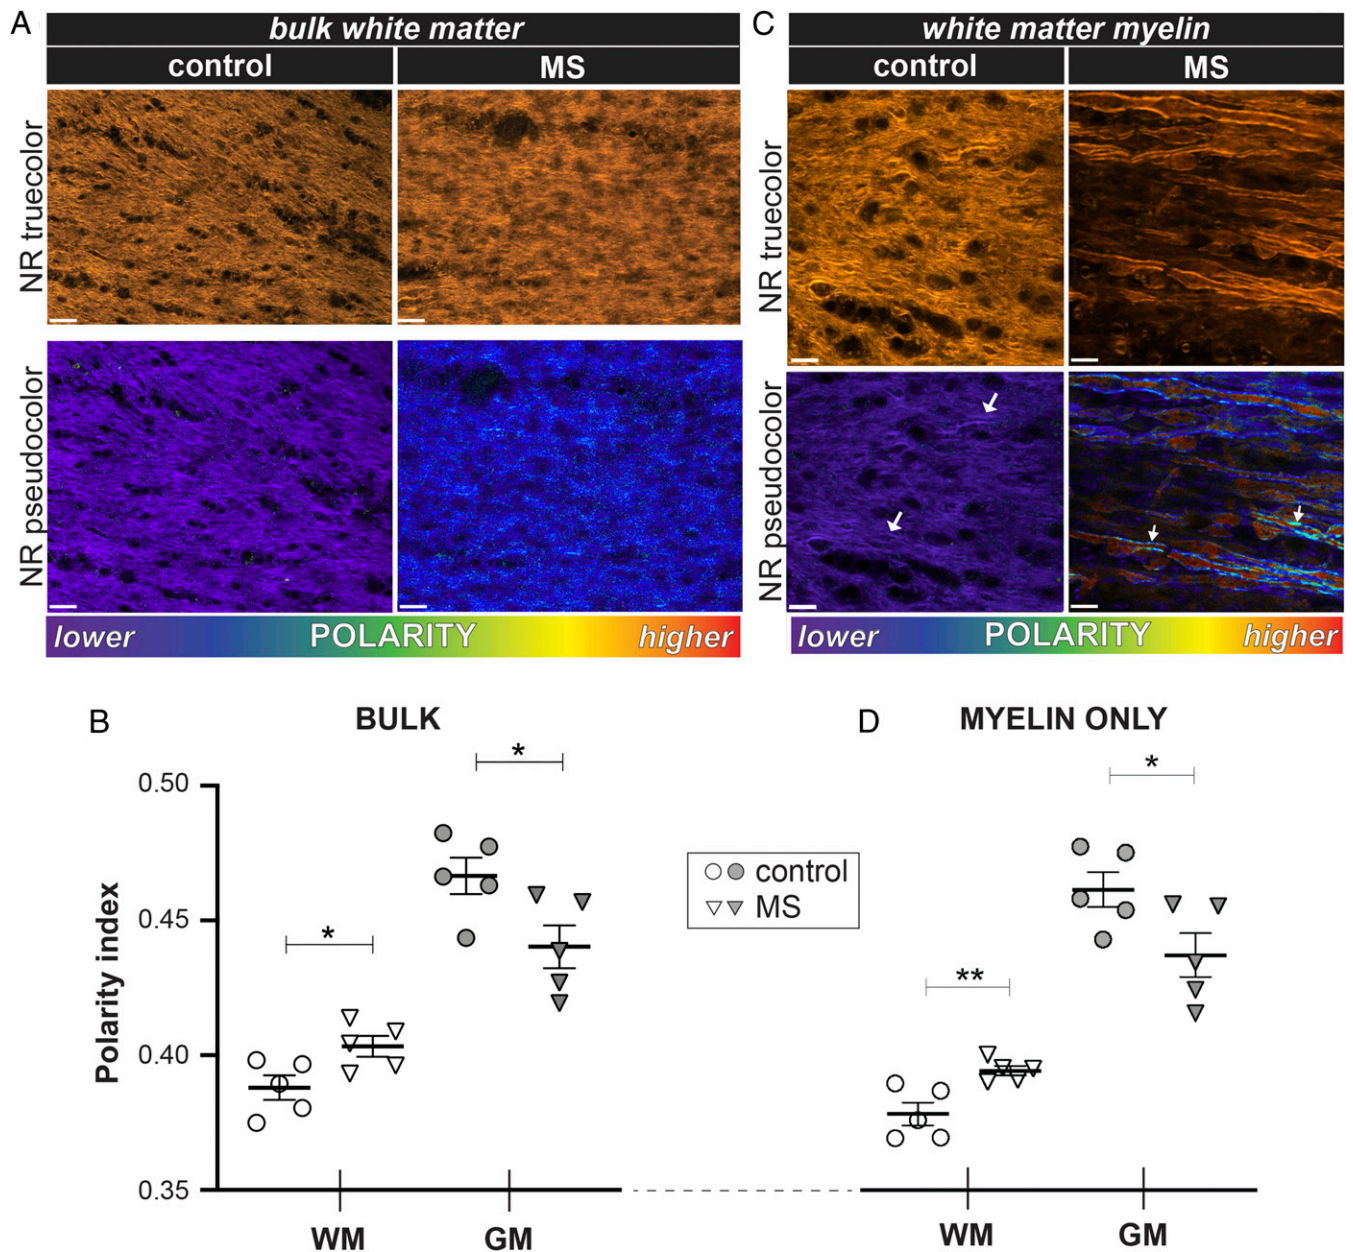 A
bulk white matter
control
MS
NR truecolor
NR pseudocolor
lower
POLARITY
higher
C
white matter myelin
control
MS
NR truecolor
NR pseudocolor
lower
POLARITY
higher
B
BULK
*
*
0.50
0.45
0.40
0.35
Polarity index
WM
GM
control
MS
D
MYELIN ONLY
*
**
WM
GM